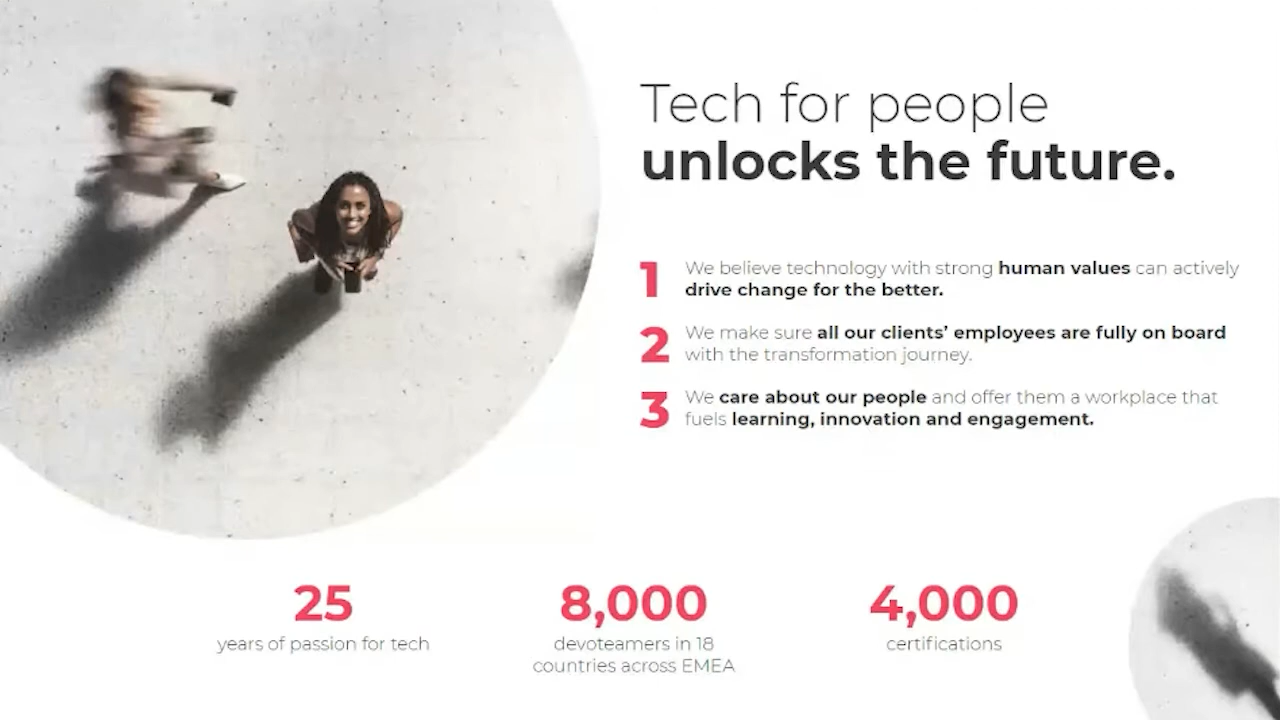 Tech for people
unlocks the future.
1
We believe technology with strong human values can actively
drive change for the better.
2
We make sure all our clients' employees are fully on board
with the transformation journey.
3
We care about our people and offer them a workplace that
fuels learning, innovation and engagement.
25
years of passion for tech
8,000
devoteamers in 18
countries across EMEA
4,000
certifications